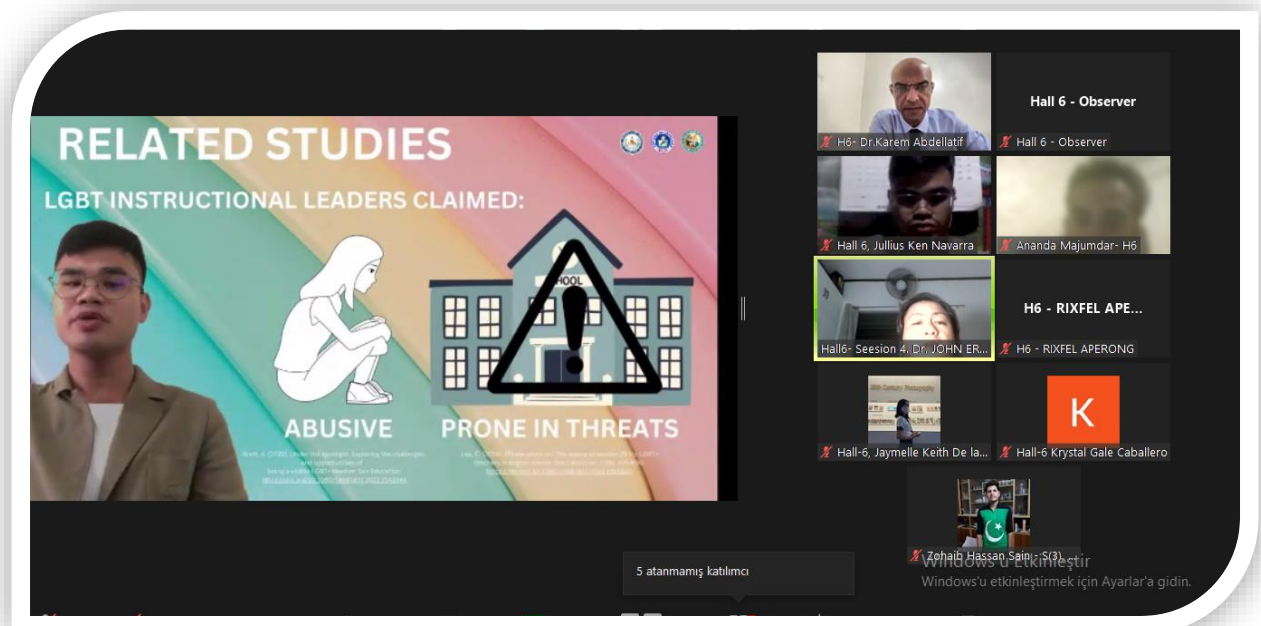 RELATED STUDIES
LGBT INSTRUCTIONAL LEADERS CLAIMED:
SCHOOL
ABUSIVE
PRONE IN THREATS
H6- Dr.Karem Abdellatif
Hall 6 - Observer
Hall 6 - Observer
Hall 6, Jullius Ken Navarra
Ananda Majumdar- H6
Hall6- Seesion 4. Dr. JOHN ER...
H6 - RIXFEL APE...
H6 - RIXFEL APERONG
K
Hall-6, Jaymelle Keith De la...
Hall-6 Krystal Gale Caballero
Zohaib Hassan Sain - S(3)...
5 atanmamış katılımcı
Windows'u Etkinleştir
Windows'u etkinleştirmek için Ayarlar'a gidin.